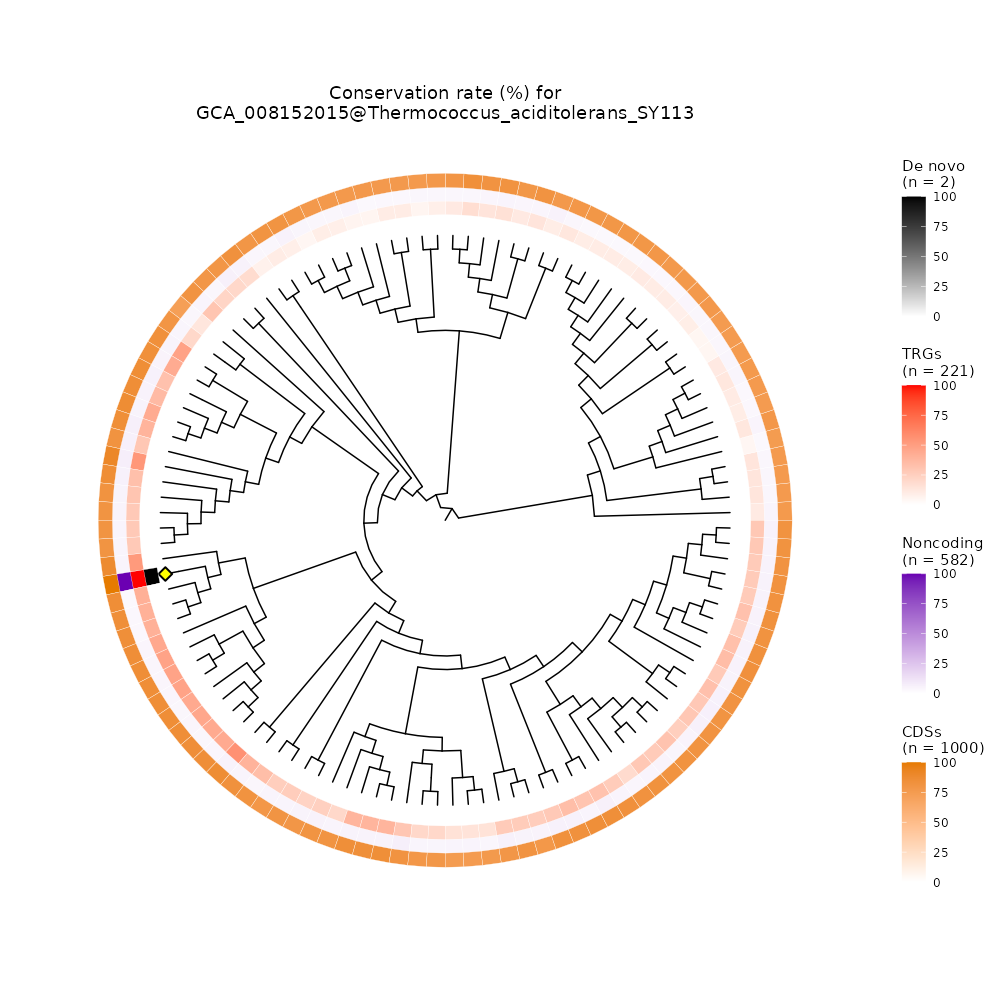 Conservation rate (%) for
GCA_008152015@Thermococcus_aciditolerans_SY113
De novo
(n = 2)
100
75
50
25
0
TRGs
(n = 221)
100
75
50
25
0
Noncoding
(n = 582)
100
75
50
25
0
CDSs
(n = 1000)
100
75
50
25
0